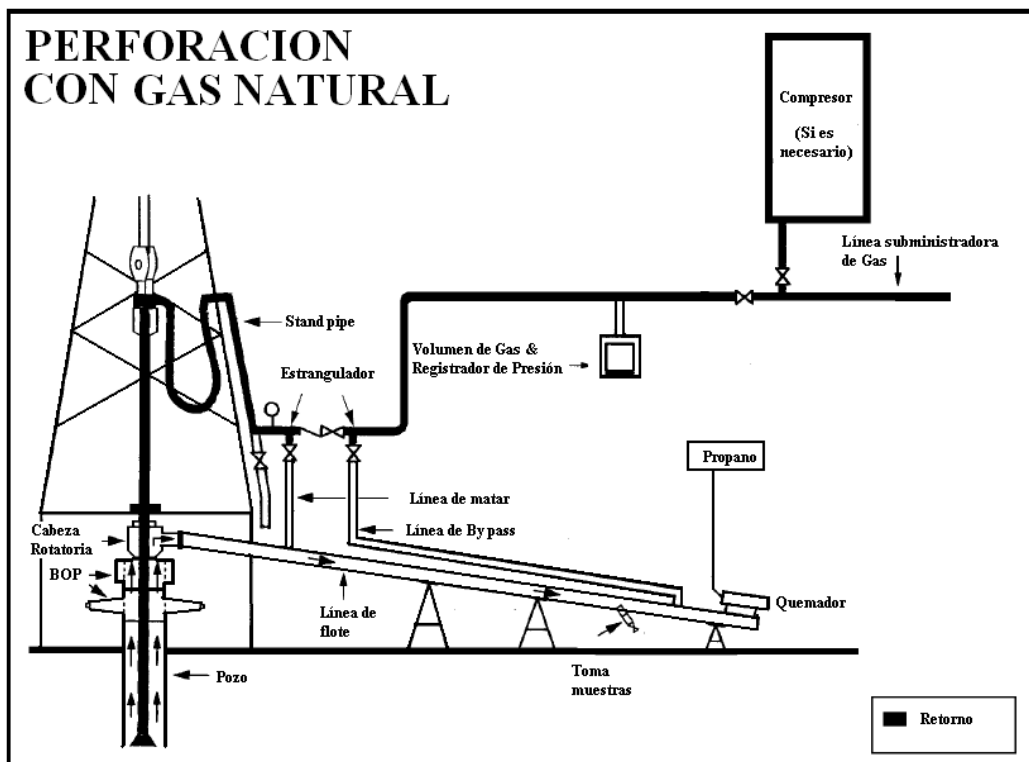 PERFORACION
CON GAS NATURAL
Compresor
(Si es
necesario)
Línea subministradora
de Gas
Stand pipe
Volumen de Gas &
Registrador de Presión
Estrangulador
Propano
Línea de matar
Cabeza
Rotatoria
Línea de By pass
BOP
Línea de
flote
Quemador
Toma
muestras
Pozo
Retorno